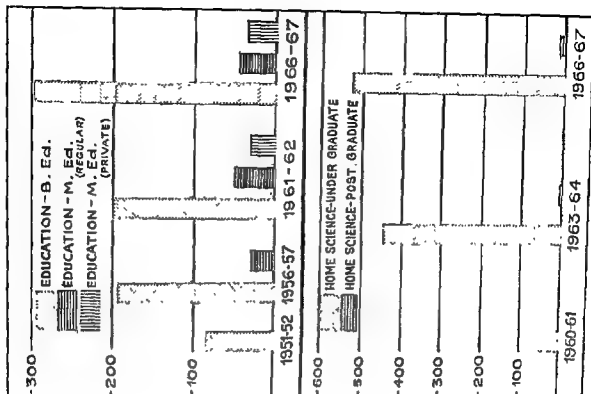 300
200
100
EDUCATION-B. Ed.
EDUCATION-M. Ed.
(REGULAR)
EDUCATION-M. Ed.
(PRIVATE)
1951-52
1956-57
1961-62
1966-67
600
500
400
300
200
100
HOME SCIENCE-UNDER GRADUATE
HOME SCIENCE-POST GRADUATE
1960-61
1963-64
1966-67